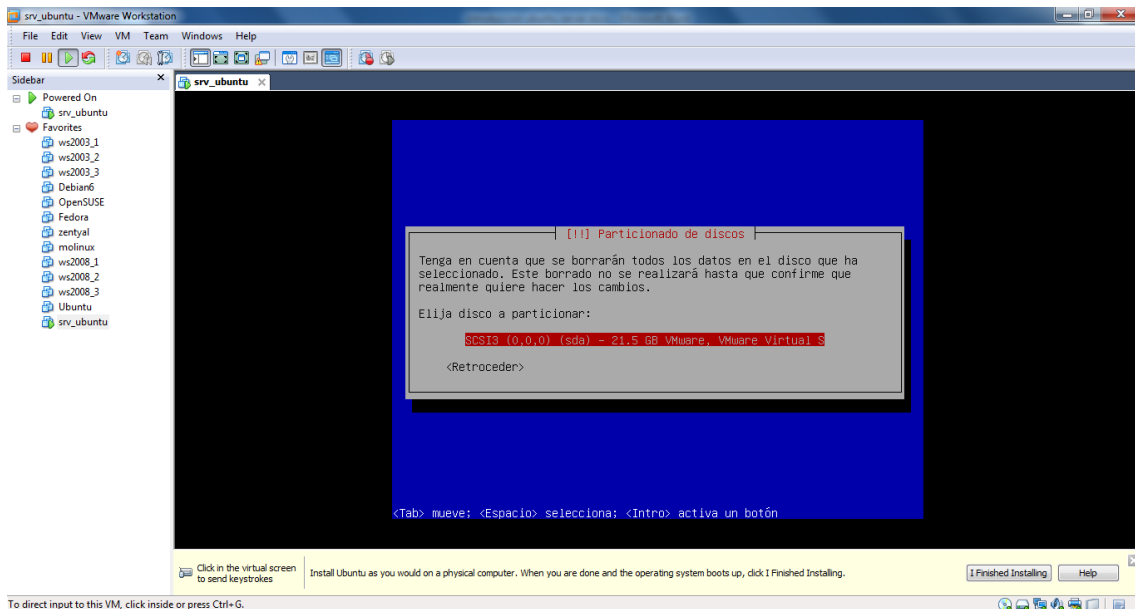 srv_ubuntu - VMware Workstation
File Edit View VM Team Windows Help
Sidebar
srv_ubuntu
Powered On
srv_ubuntu
Favorites
ws2003_1
ws2003_2
ws2003_3
Debian6
OpenSUSE
Fedora
zentyal
molinux
ws2008_1
ws2008_2
ws2008_3
Ubuntu
srv_ubuntu
[!!] Particionado de discos
Tenga en cuenta que se borrarán todos los datos en el disco que ha
seleccionado. Este borrado no se realizará hasta que confirme que
realmente quiere hacer los cambios.
Elija disco a particionar:
SCSI3 (0,0,0) (sda) - 21.5 GB VMware, VMware Virtual S
<Retroceder>
<Tab> mueve; <Espacio> selecciona; <Intro> activa un botón
Click in the virtual screen
to send keystrokes
Install Ubuntu as you would on a physical computer. When you are done and the operating system boots up, click I Finished Installing.
I Finished Installing
Help
To direct input to this VM, click inside or press Ctrl+G.